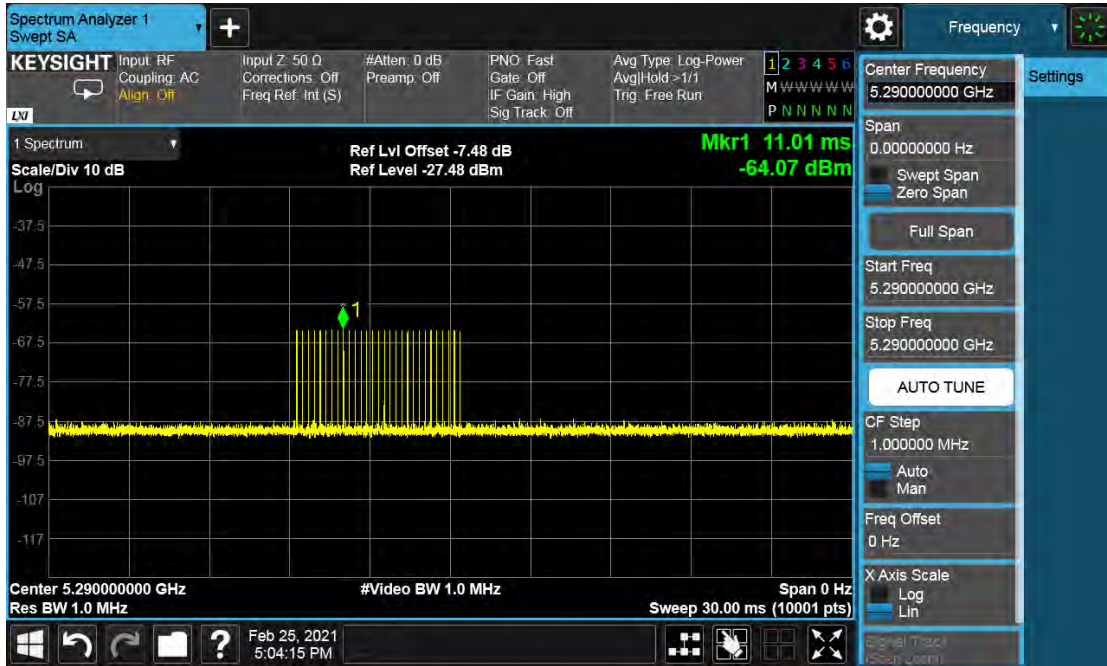 Spectrum Analyzer 1
Swept SA
Frequency
KEYSIGHT
Input: RF
Coupling: AC
Align: Off
Input Z: 50 Ω
Corrections: Off
Freq Ref: Int (S)
#Atten: 0 dB
Preamp: Off
PNO: Fast
Gate: Off
IF Gain: High
Sig Track: Off
Avg Type: Log-Power
Avg|Hold >1/1
Trig: Free Run
1 2 3 4 5 6
M W W W W W
P N N N N N
LXI
1 Spectrum
Scale/Div 10 dB
Ref Lvl Offset -7.48 dB
Ref Level -27.48 dBm
Mkr1 11.01 ms
-64.07 dBm
Log
-37.5
-47.5
-57.5
-67.5
-77.5
-87.5
-97.5
-107
-117
1
Center 5.290000000 GHz
Res BW 1.0 MHz
#Video BW 1.0 MHz
Span 0 Hz
Sweep 30.00 ms (10001 pts)
Center Frequency
5.290000000 GHz
Settings
Span
0.00000000 Hz
Swept Span
Zero Span
Full Span
Start Freq
5.290000000 GHz
Stop Freq
5.290000000 GHz
AUTO TUNE
CF Step
1.000000 MHz
Auto
Man
Freq Offset
0 Hz
X Axis Scale
Log
Lin
Signal Track
(Span Zoom)
?
Feb 25, 2021
5:04:15 PM